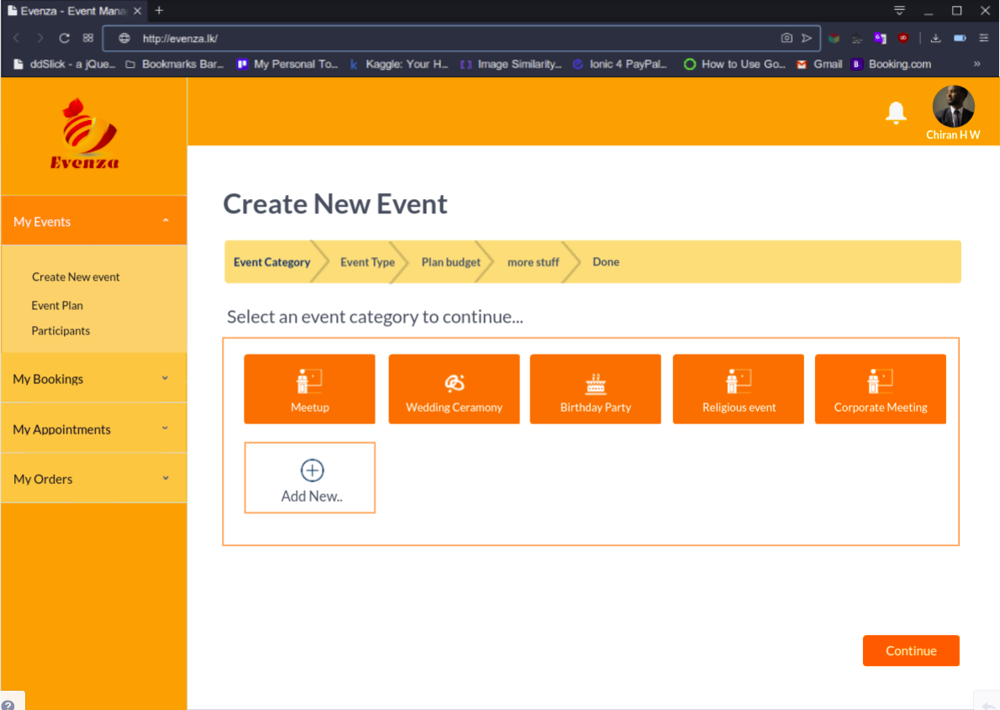 Evenza - Event Mana
http://evenza.lk/
ddSlick - a jQue... Bookmarks Bar... My Personal To... Kaggle: Your H... Image Similarity... Ionic 4 PayPal... How to Use Go... Gmail B. Booking.com »
Evenza
Chiran H W
My Events
Create New event
Event Plan
Participants
My Bookings
My Appointments
My Orders
Create New Event
Event Category Event Type Plan budget more stuff Done
Select an event category to continue...
Meetup Wedding Ceramony Birthday Party Religious event Corporate Meeting
Add New..
Continue